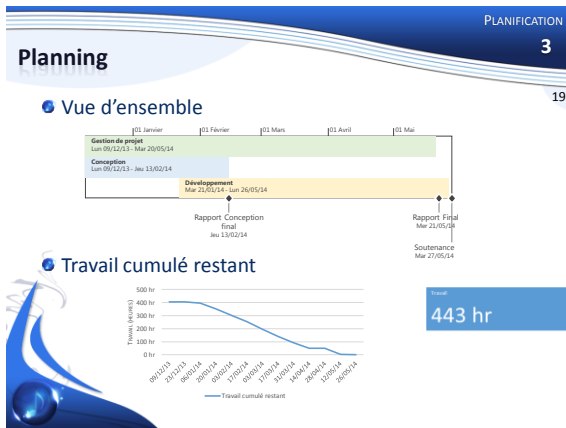 PLANIFICATION
3
Planning
19
Vue d'ensemble
01 Janvier 01 Février 01 Mars 01 Avril 01 Mai
Gestion de projet
Lun 09/12/13 - Mar 20/05/14
Conception
Lun 09/12/13 - Jeu 13/02/14
Développement
Mar 21/01/14 - Lun 26/05/14
Rapport Conception
final
Jeu 13/02/14
Rapport Final
Mer 21/05/14
Soutenance
Mar 27/05/14
Travail cumulé restant
TRAVAIL (HEURES)
500 hr
400 hr
300 hr
200 hr
100 hr
0 hr
09/12/13 23/12/13 06/01/14 20/01/14 03/02/14 17/02/14 03/03/14 17/03/14 31/03/14 14/04/14 28/04/14 12/05/14 26/05/14
Travail cumulé restant
Travail
443 hr